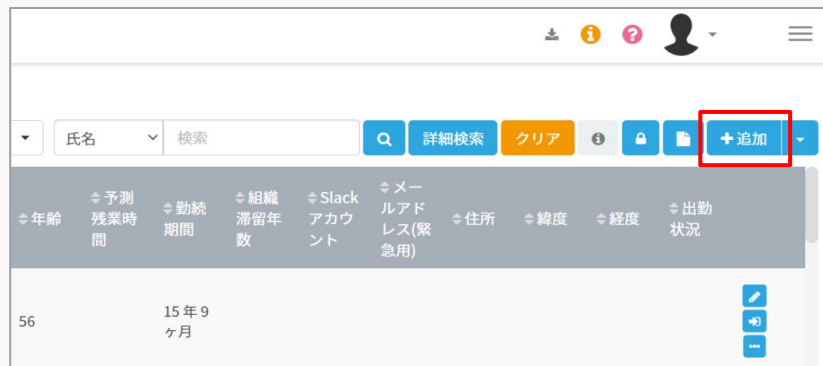 氏名
検索
詳細検索
クリア
追加
年齢
予測
残業時
間
勤続
期間
組織
滞留年
数
Slack
アカウ
ント
メー
ルアド
レス(緊
急用)
住所
緯度
経度
出勤
状況
56
15 年 9
ヶ月